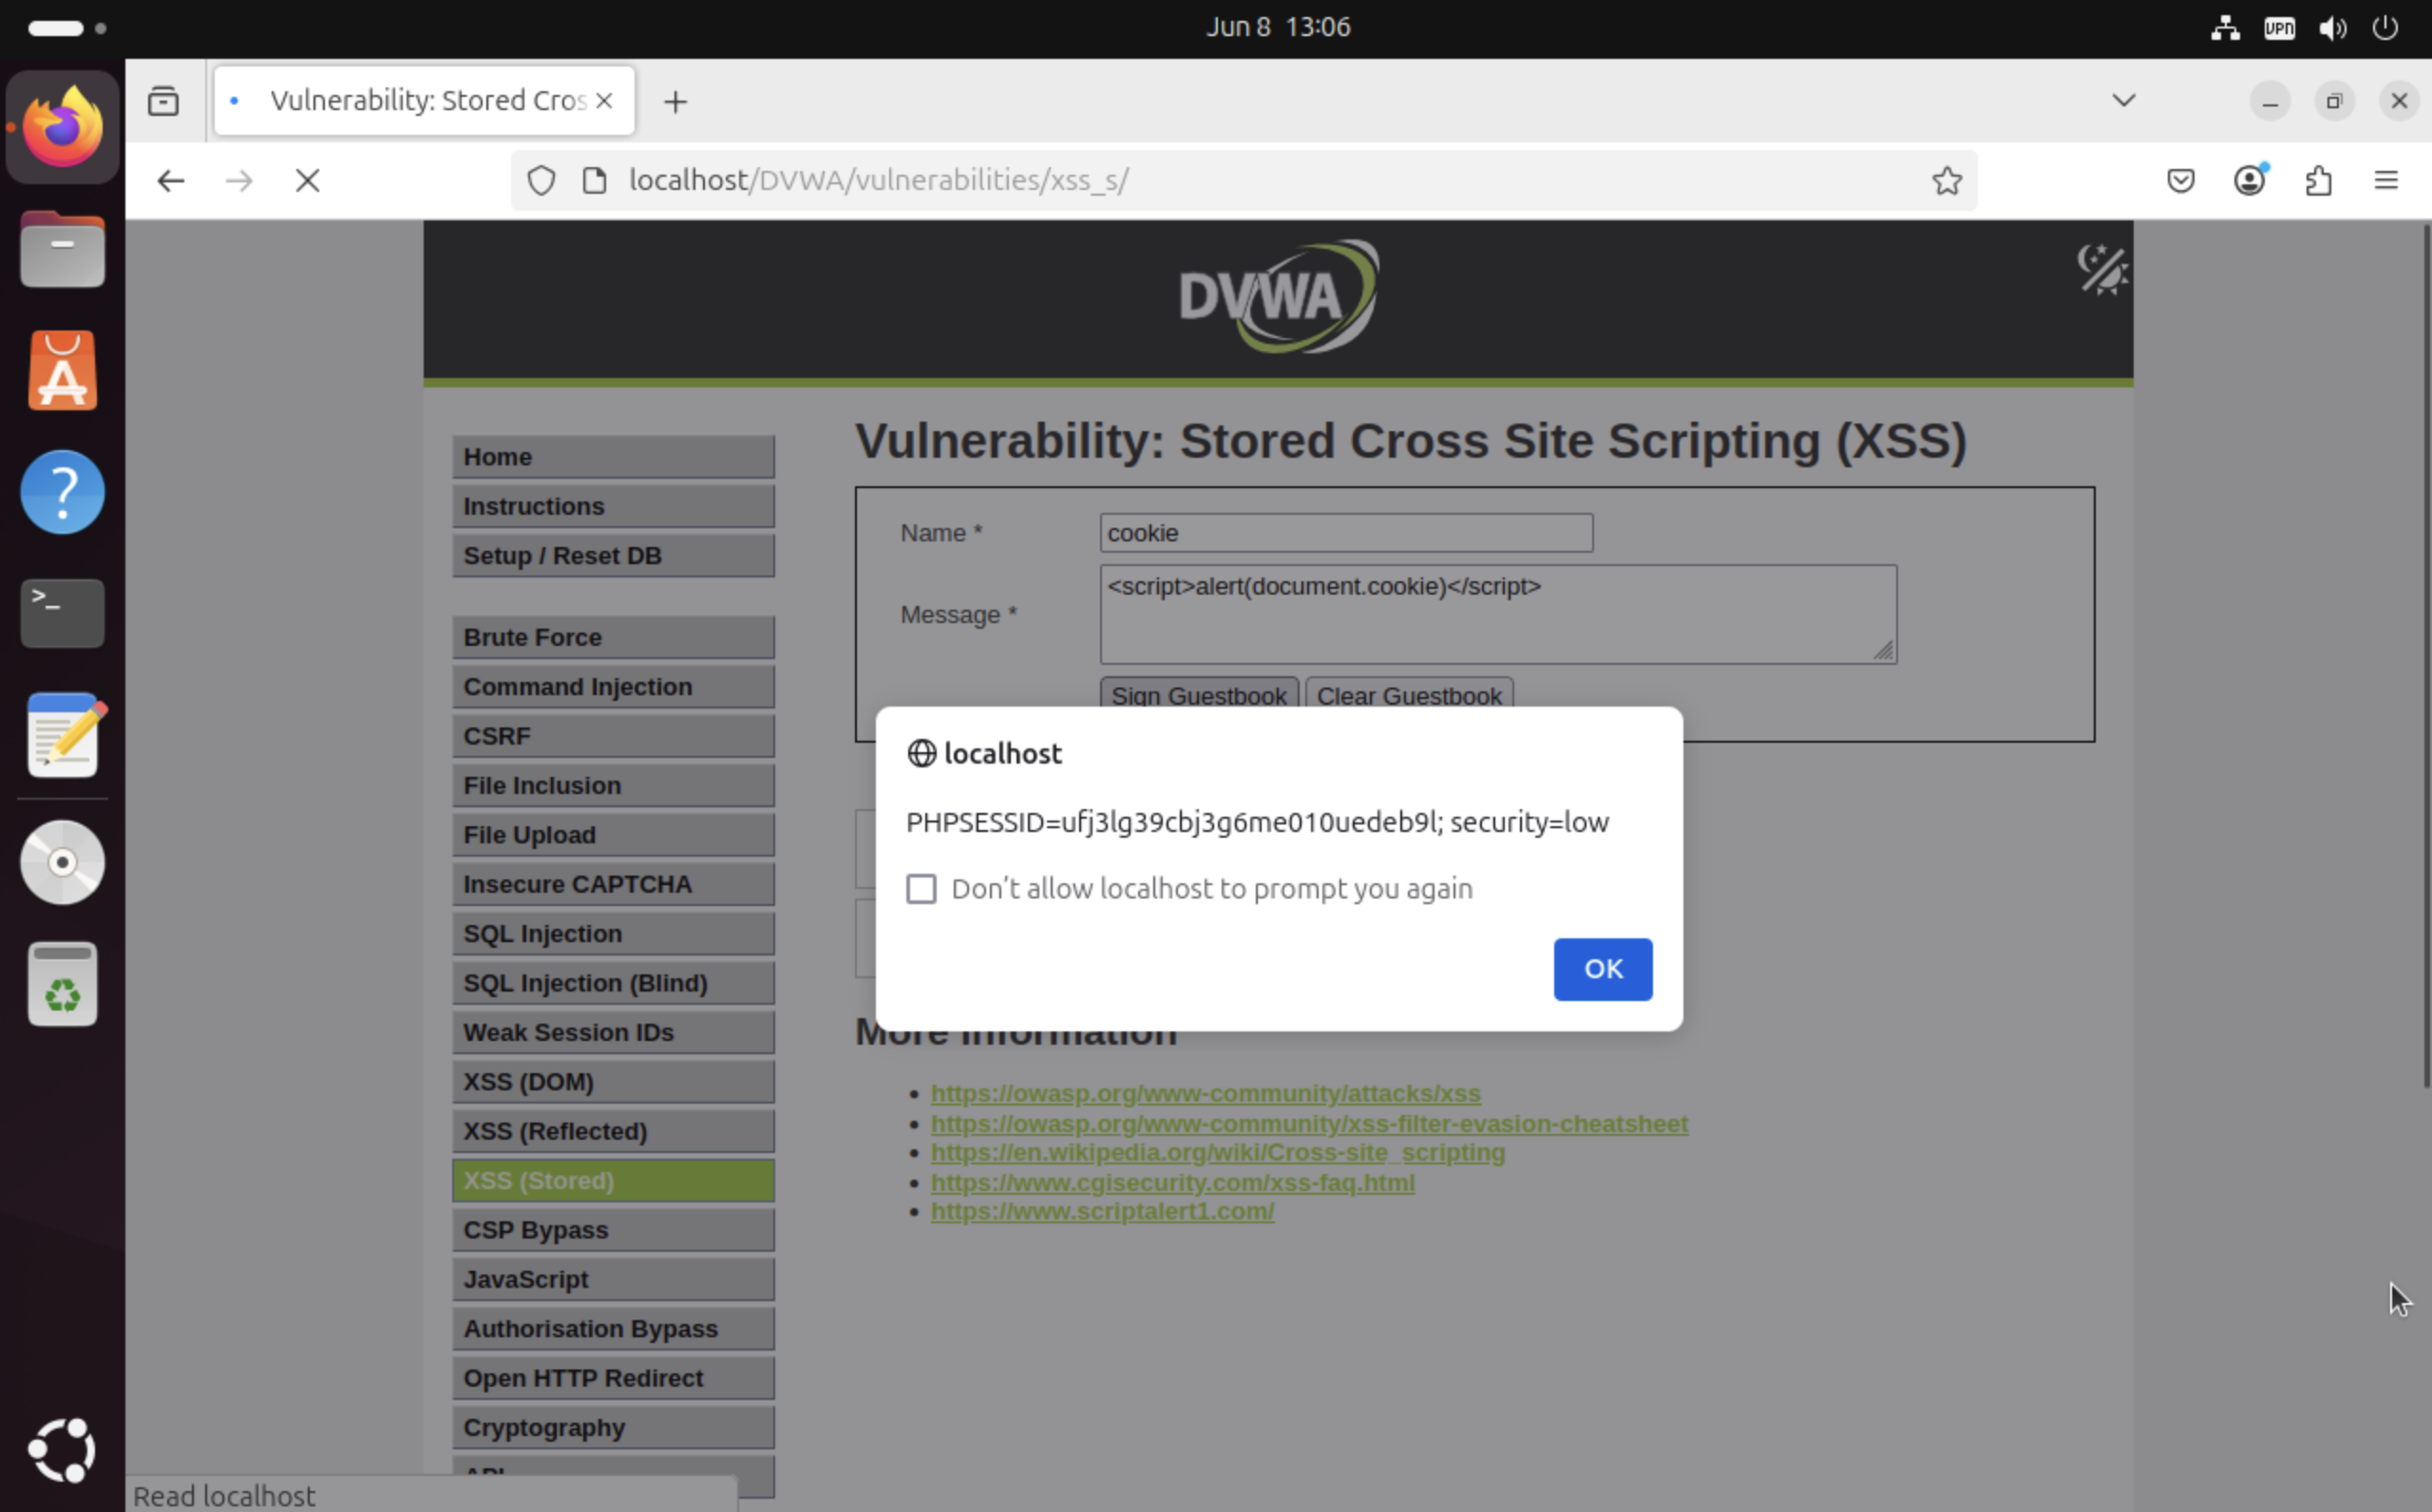 Jun 8 13:06
VPN
Vulnerability: Stored Cros
localhost/DVWA/vulnerabilities/xss_s/
DVWA
Home
Instructions
Setup / Reset DB
Brute Force
Command Injection
CSRF
File Inclusion
File Upload
Insecure CAPTCHA
SQL Injection
SQL Injection (Blind)
Weak Session IDs
XSS (DOM)
XSS (Reflected)
XSS (Stored)
CSP Bypass
JavaScript
Authorisation Bypass
Open HTTP Redirect
Cryptography
API
Vulnerability: Stored Cross Site Scripting (XSS)
Name * cookie
Message * <script>alert(document.cookie)</script>
Sign Guestbook Clear Guestbook
localhost
PHPSESSID=ufj3lg39cbj3g6me010uedeb9l; security=low
Don't allow localhost to prompt you again
OK
More Information
https://owasp.org/www-community/attacks/xss
https://owasp.org/www-community/xss-filter-evasion-cheatsheet
https://en.wikipedia.org/wiki/Cross-site_scripting
https://www.cgisecurity.com/xss-faq.html
https://www.scriptalert1.com/
Read localhost